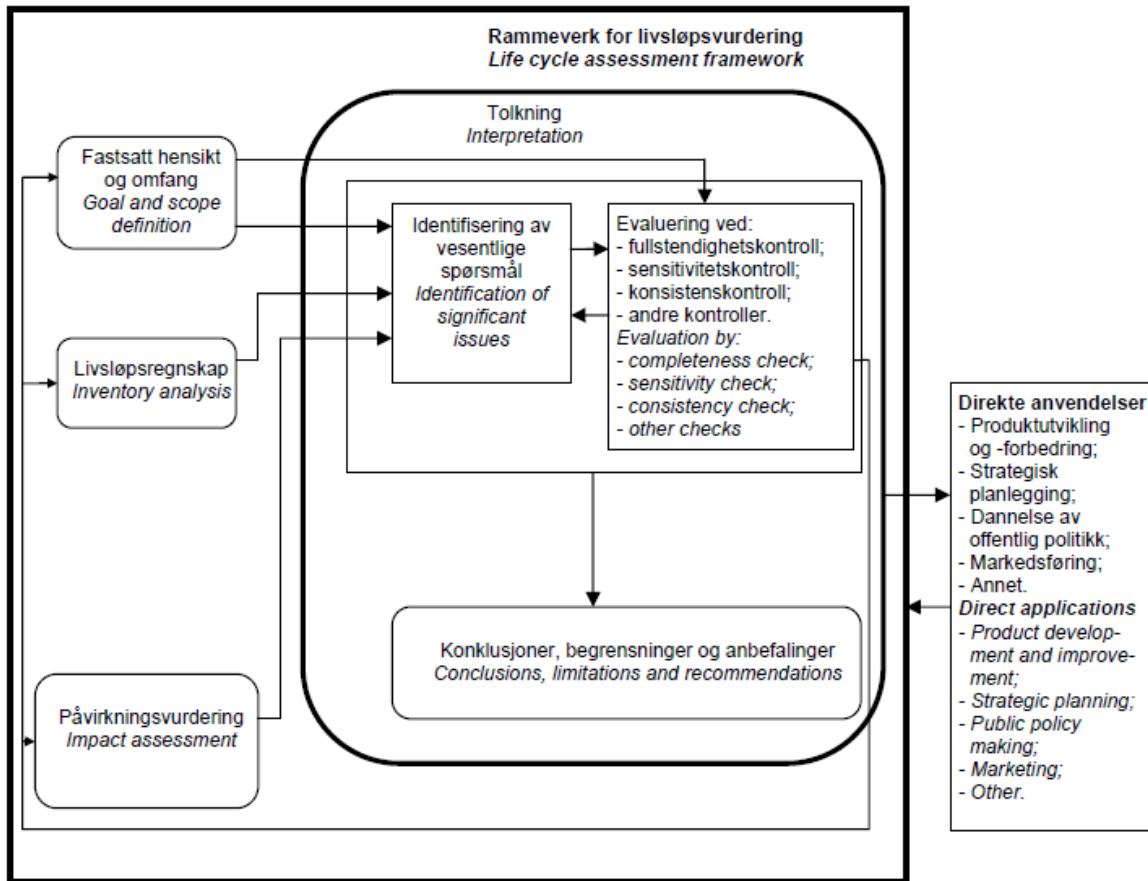 Rammeverk for livsløpsvurdering
Life cycle assessment framework
Tolkning
Interpretation
Fastsatt hensikt
og omfang
Goal and scope
definition
Identifisering av
vesentlige
spørsmål
Identification of
significant
issues
Evaluering ved:
- fullstendighetskontroll;
- sensitivitetskontroll;
- konsistenskontroll;
- andre kontroller.
Evaluation by:
- completeness check;
- sensitivity check;
- consistency check;
- other checks
Livsløpsregnskap
Inventory analysis
Påvirkningsvurdering
Impact assessment
Konklusjoner, begrensninger og anbefalinger
Conclusions, limitations and recommendations
Direkte anvendelser
- Produktutvikling
og -forbedring;
- Strategisk
planlegging;
- Dannelse av
offentlig politikk;
- Markedsføring;
- Annet.
Direct applications
- Product develop-
ment and improve-
ment;
- Strategic planning;
- Public policy
making;
- Marketing;
- Other.